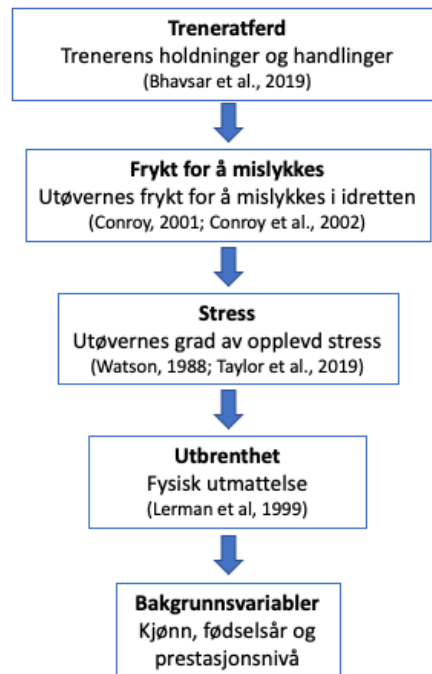 Treneratferd
Trenerens holdninger og handlinger
(Bhavsar et al., 2019)
Frykt for å mislykkes
Utøvernes frykt for å mislykkes i idretten
(Conroy, 2001; Conroy et al., 2002)
Stress
Utøvernes grad av opplevd stress
(Watson, 1988; Taylor et al., 2019)
Utbrenthet
Fysisk utmattelse
(Lerman et al, 1999)
Bakgrunnsvariabler
Kjønn, fødselsår og
prestasjonsnivå